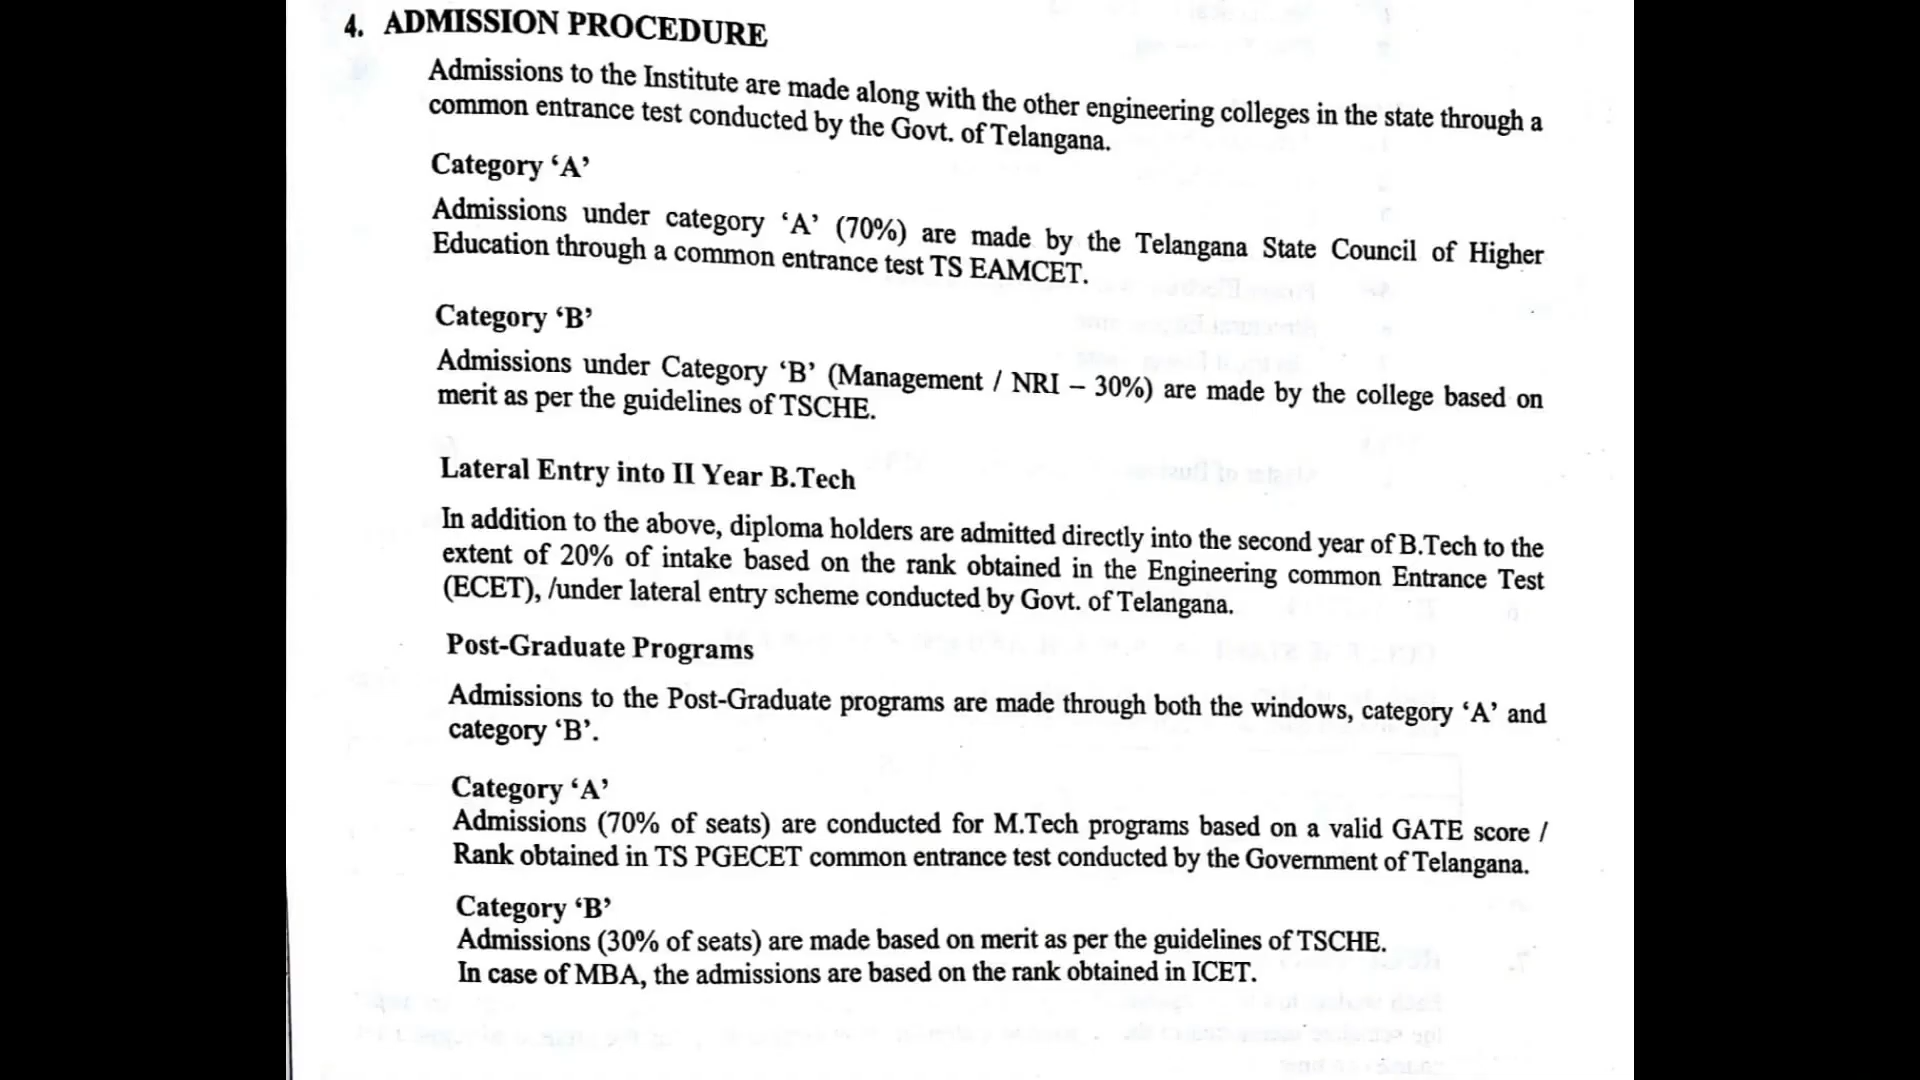 4. ADMISSION PROCEDURE
Admissions to the Institute are made along with the other engineering colleges in the state through a
common entrance test conducted by the Govt. of Telangana.
Category ‘A’
Admissions under category ‘A’ (70%) are made by the Telangana State Council of Higher
Education through a common entrance test TS EAMCET.
Category ‘B’
Admissions under Category ‘B’ (Management / NRI – 30%) are made by the college based on
merit as per the guidelines of TSCHE.
Lateral Entry into II Year B.Tech
In addition to the above, diploma holders are admitted directly into the second year of B.Tech to the
extent of 20% of intake based on the rank obtained in the Engineering common Entrance Test
(ECET), /under lateral entry scheme conducted by Govt. of Telangana.
Post-Graduate Programs
Admissions to the Post-Graduate programs are made through both the windows, category ‘A’ and
category ‘B’.
Category ‘A’
Admissions (70% of seats) are conducted for M.Tech programs based on a valid GATE score /
Rank obtained in TS PGECET common entrance test conducted by the Government of Telangana.
Category ‘B’
Admissions (30% of seats) are made based on merit as per the guidelines of TSCHE.
In case of MBA, the admissions are based on the rank obtained in ICET.